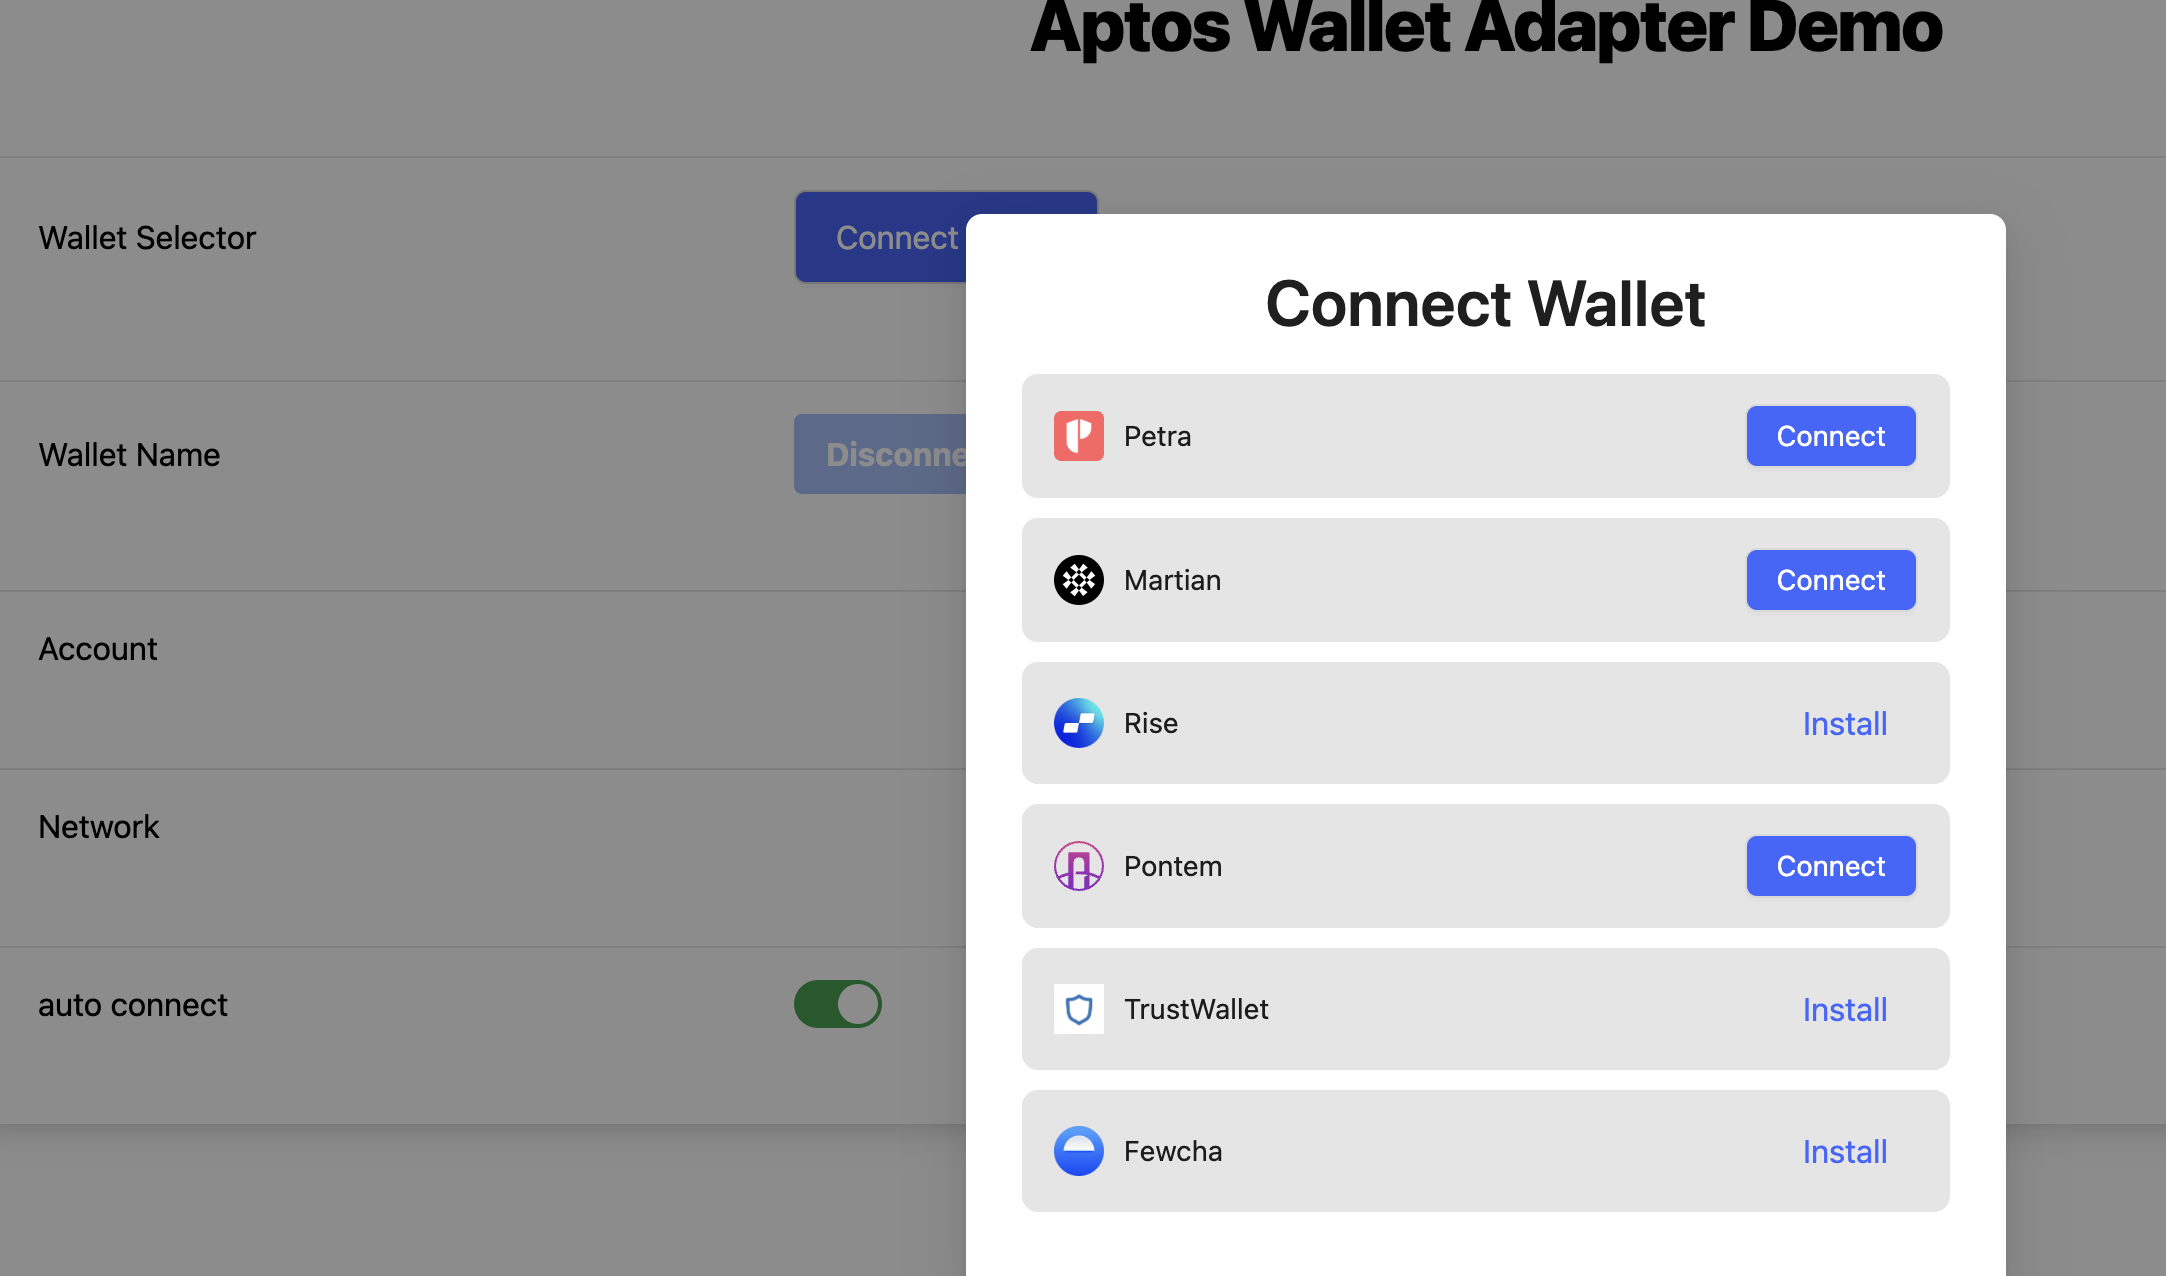 Aptos Wallet Adapter Demo
Wallet Selector
Connect
Wallet Name
Account
Network
auto connect
Connect Wallet
Petra
Connect
Martian
Connect
Rise
Install
Pontem
Connect
TrustWallet
Install
Fewcha
Install